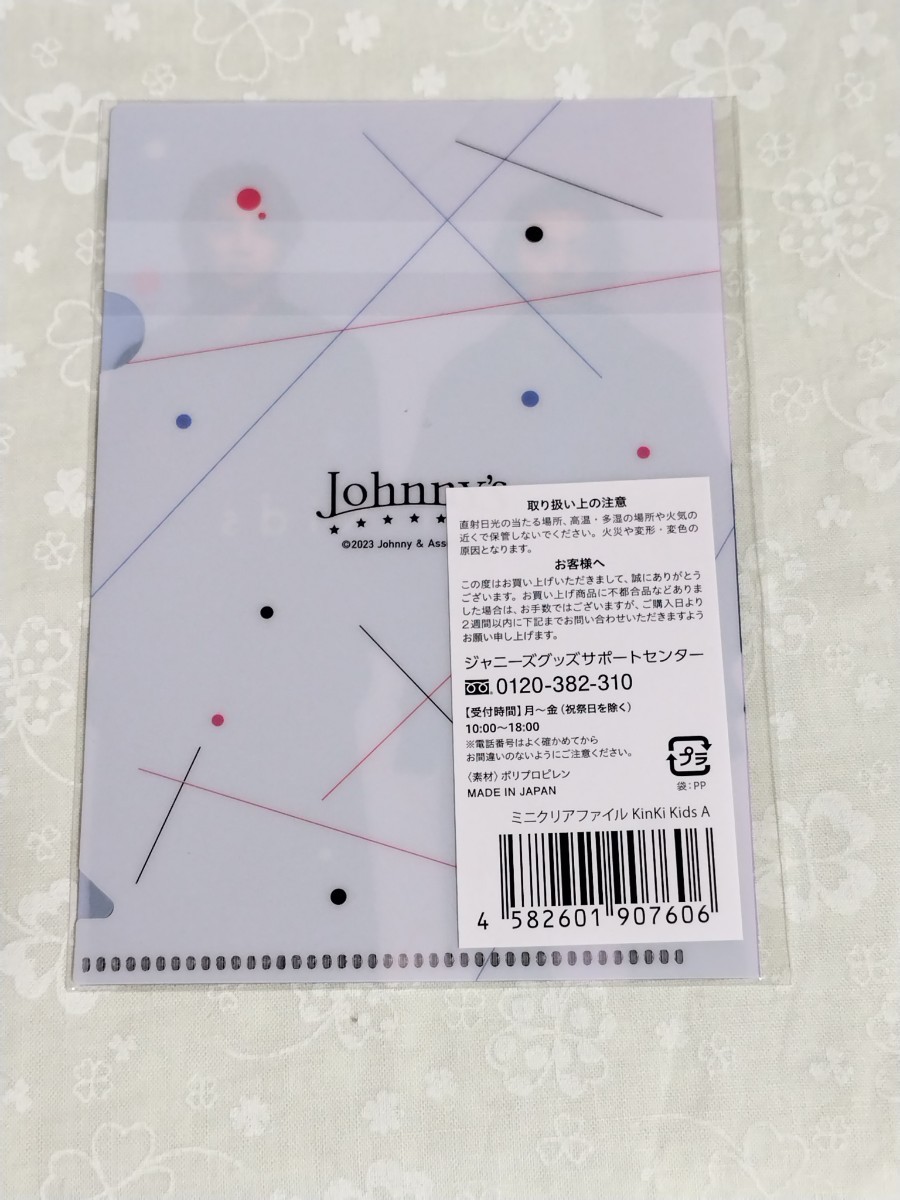 Johnny's
★ ★ ★ ★ ★
©2023 Johnny & Ass
取り扱い上の注意
直射日光の当たる場所、高温・多湿の場所や火気の
近くで保管しないでください。火災や変形・変色の
原因となります。
お客様へ
この度はお買い上げいただきまして、誠にありがとう
ございます。お買い上げ商品に不都合品などありま
した場合は、お手数ではございますが、ご購入日より
2週間以内に下記までお問い合わせいただきますよう
お願い申し上げます。
ジャニーズグッズサポートセンター
0120-382-310
【受付時間】月〜金（祝祭日を除く）
10:00〜18:00
※電話番号はよく確かめてから
お間違いのないようにご注意ください。
〈素材〉ポリプロピレン
MADE IN JAPAN
プラ
袋:PP
ミニクリアファイル KinKi Kids A
4 582601 907606